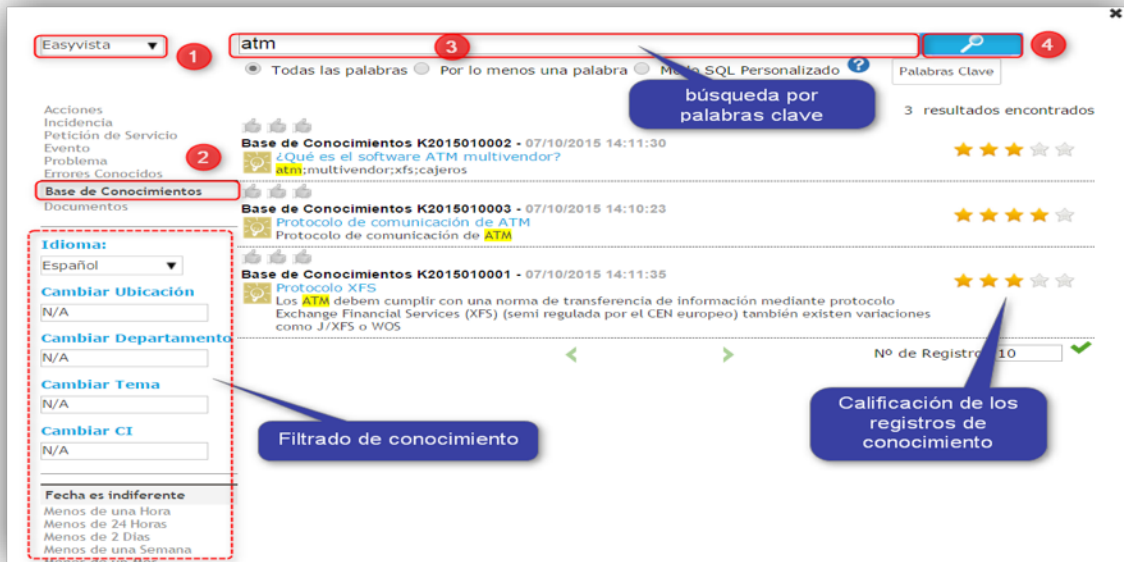 Easyvista
1
atm
3
4
Todas las palabras Por lo menos una palabra Modo SQL Personalizado ? Palabras Clave
búsqueda por
palabras clave
3 resultados encontrados
Acciones
Incidencia
Petición de Servicio
Evento
Problema
Errores Conocidos
2
Base de Conocimientos
Documentos
Base de Conocimientos K2015010002 - 07/10/2015 14:11:30
¿Qué es el software ATM multivendor?
atm;multivendor;xfs;cajeros
Base de Conocimientos K2015010003 - 07/10/2015 14:10:23
Protocolo de comunicación de ATM
Protocolo de comunicación de ATM
Base de Conocimientos K2015010001 - 07/10/2015 14:11:35
Protocolo XFS
Los ATM debem cumplir con una norma de transferencia de información mediante protocolo
Exchange Financial Services (XFS) (semi regulada por el CEN europeo) también existen variaciones
como J/XFS o WOS
Nº de Registros 10
Calificación de los
registros de
conocimiento
Idioma:
Español
Cambiar Ubicación
N/A
Cambiar Departamento
N/A
Cambiar Tema
N/A
Cambiar CI
N/A
Filtrado de conocimiento
Fecha es indiferente
Menos de una Hora
Menos de 24 Horas
Menos de 2 Días
Menos de una Semana